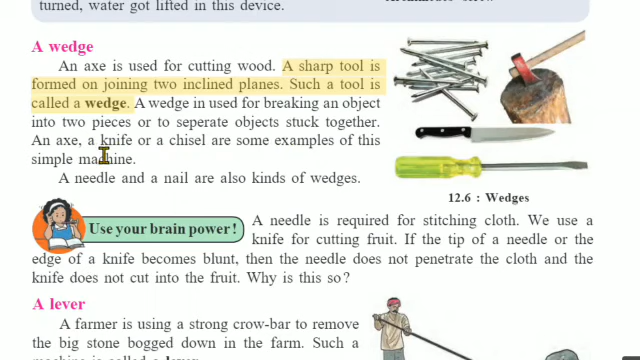 turned, water got lifted in this device.
A wedge
An axe is used for cutting wood. A sharp tool is
formed on joining two inclined planes. Such a tool is
called a wedge. A wedge in used for breaking an object
into two pieces or to seperate objects stuck together.
An axe, a knife or a chisel are some examples of this
simple machine.
A needle and a nail are also kinds of wedges.
12.6 : Wedges
Use your brain power !
A needle is required for stitching cloth. We use a
knife for cutting fruit. If the tip of a needle or the
edge of a knife becomes blunt, then the needle does not penetrate the cloth and the
knife does not cut into the fruit. Why is this so?
A lever
A farmer is using a strong crow-bar to remove
the big stone bogged down in the farm. Such a